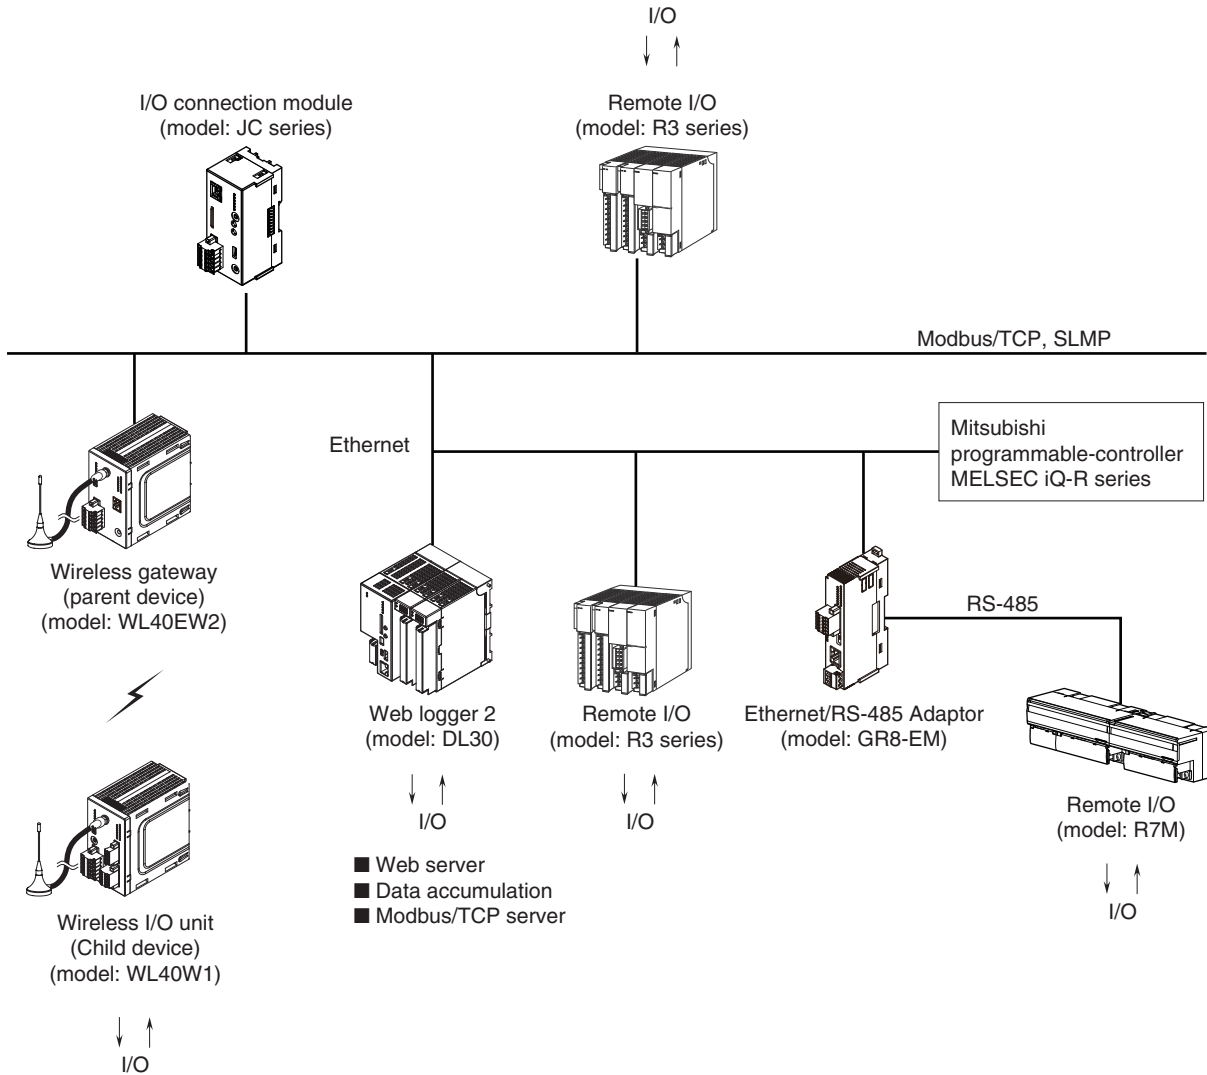 I/O
I/O connection module
(model: JC series)
Remote I/O
(model: R3 series)
Modbus/TCP, SLMP
Ethernet
Mitsubishi
programmable-controller
MELSEC iQ-R series
Wireless gateway
(parent device)
(model: WL40EW2)
RS-485
Web logger 2
(model: DL30)
Remote I/O
(model: R3 series)
Ethernet/RS-485 Adaptor
(model: GR8-EM)
I/O
I/O
Remote I/O
(model: R7M)
I/O
■ Web server
■ Data accumulation
■ Modbus/TCP server
Wireless I/O unit
(Child device)
(model: WL40W1)
I/O